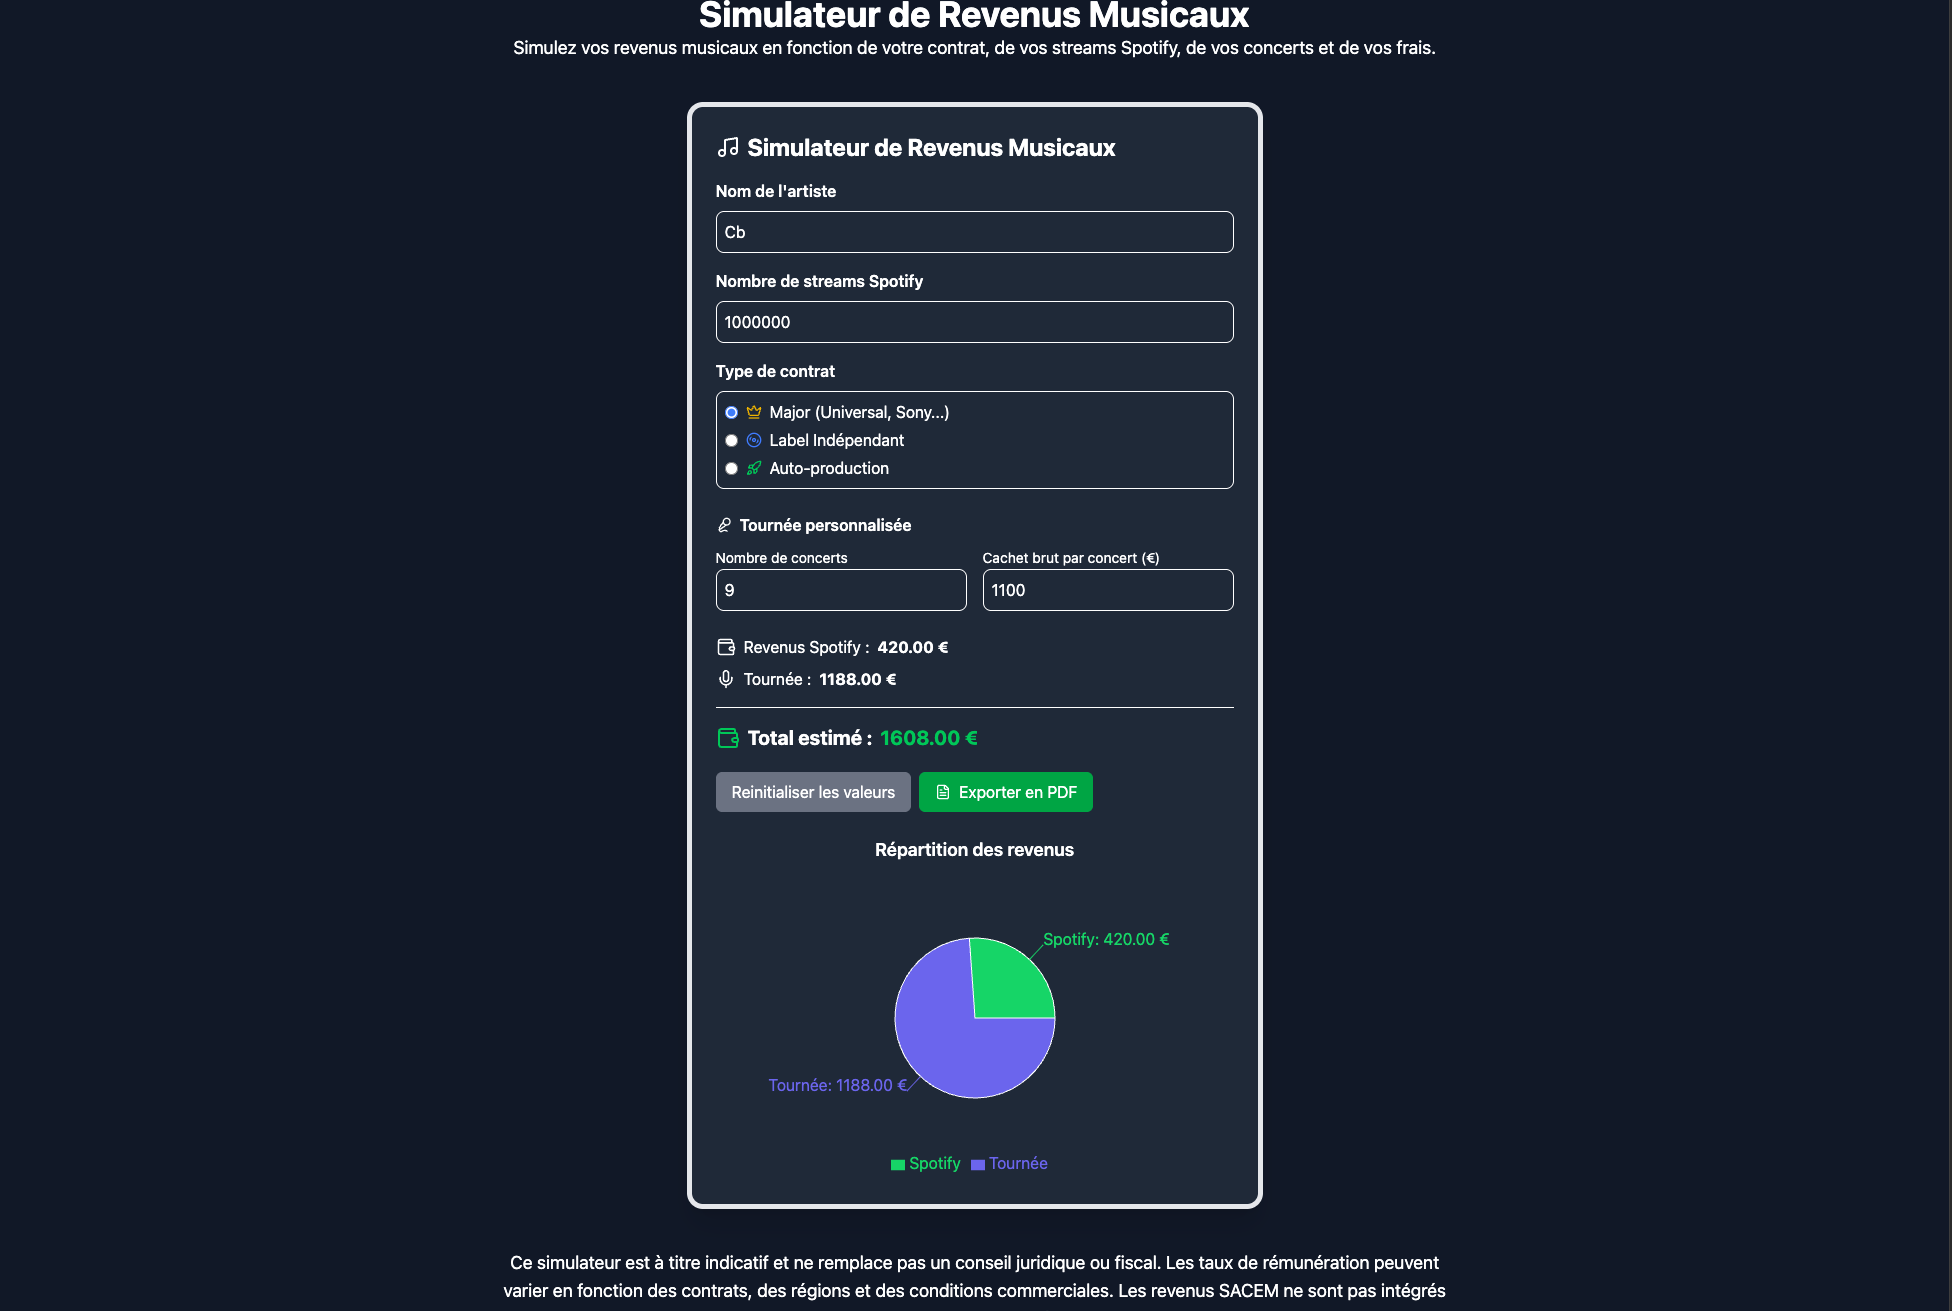 Simulateur de Revenus Musicaux
Simulez vos revenus musicaux en fonction de votre contrat, de vos streams Spotify, de vos concerts et de vos frais.
Simulateur de Revenus Musicaux
Nom de l'artiste
Cb
Nombre de streams Spotify
1000000
Type de contrat
Major (Universal, Sony...)
Label Indépendant
Auto-production
Tournée personnalisée
Nombre de concerts
Cachet brut par concert (€)
9
1100
Revenus Spotify : 420.00 €
Tournée : 1188.00 €
Total estimé : 1608.00 €
Reinitialiser les valeurs
Exporter en PDF
Répartition des revenus
Spotify: 420.00 €
Tournée: 1188.00 €
Spotify
Tournée
Ce simulateur est à titre indicatif et ne remplace pas un conseil juridique ou fiscal. Les taux de rémunération peuvent
varier en fonction des contrats, des régions et des conditions commerciales. Les revenus SACEM ne sont pas intégrés